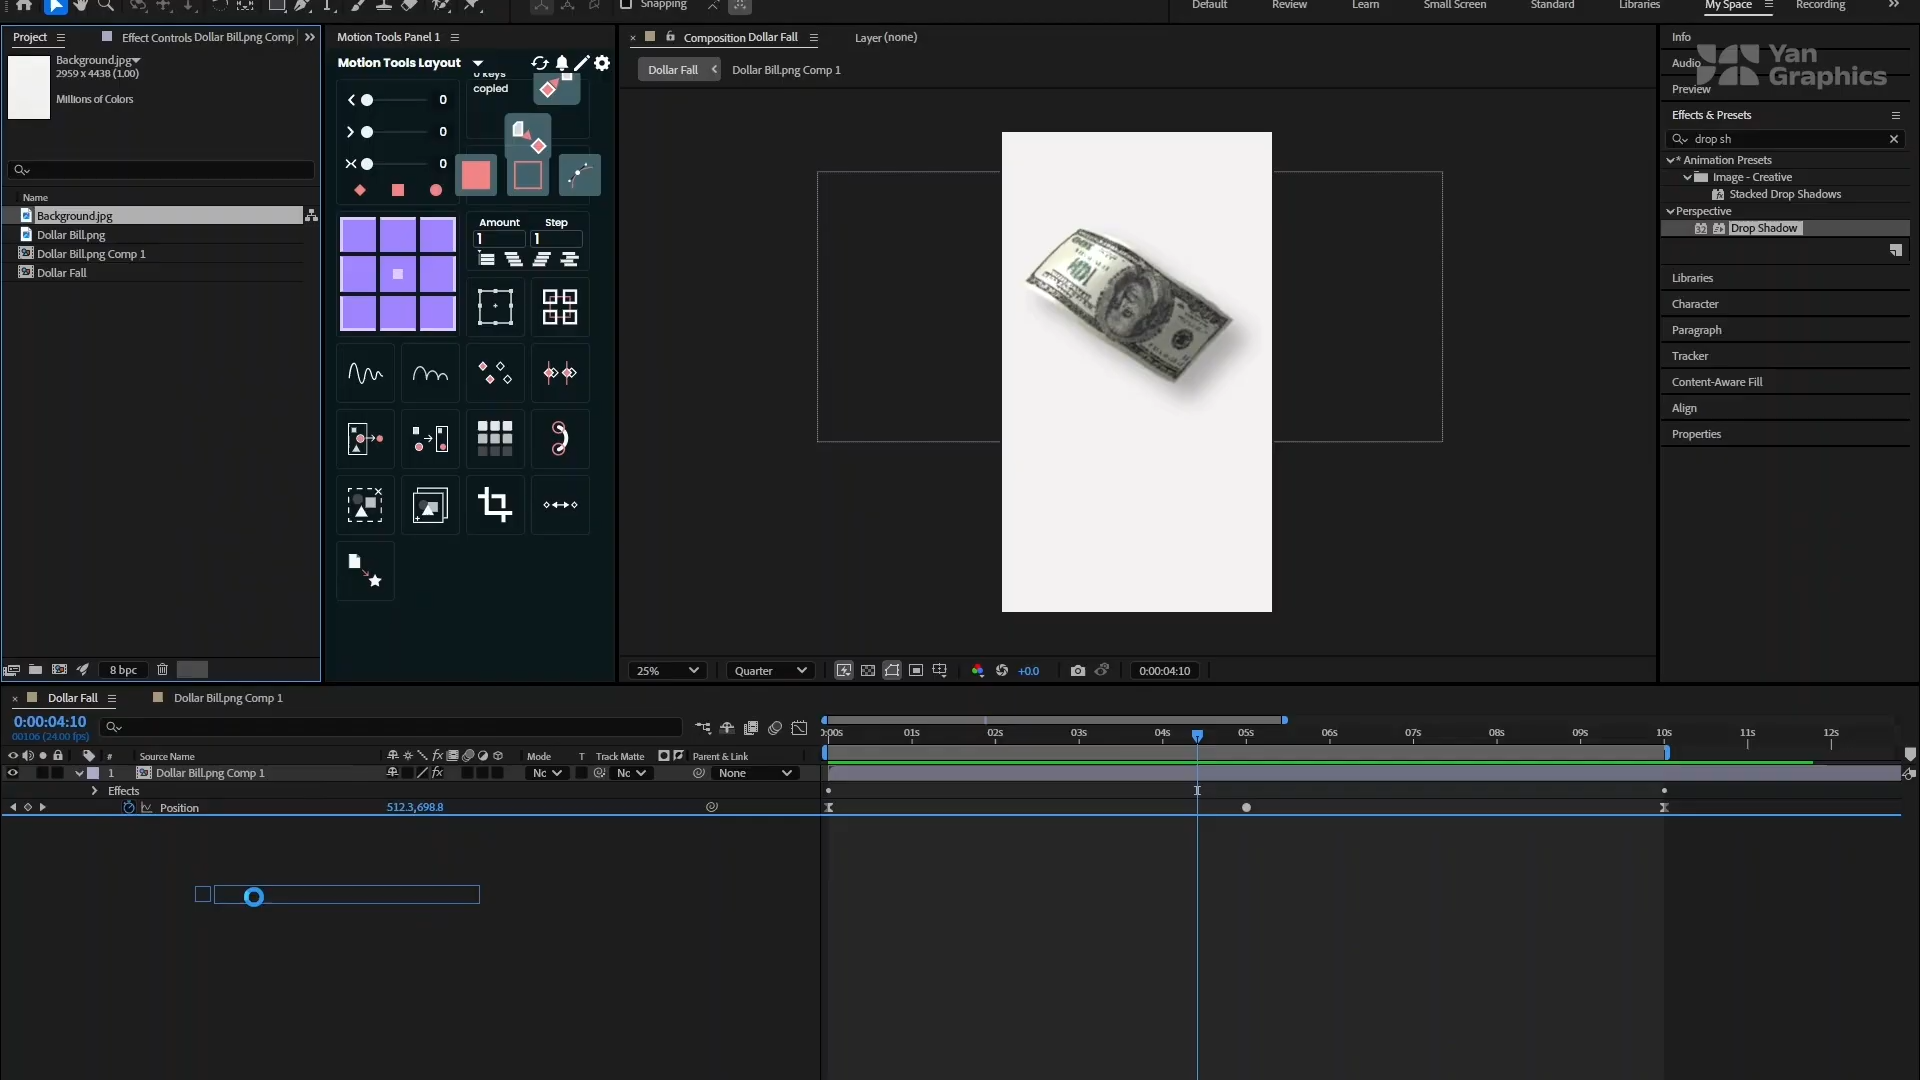 Snapping
Default
Review
Learn
Small Screen
Standard
Libraries
My Space
Recording
Project
Effect Controls Dollar Bill.png Comp
Background.jpg
2959 x 4438 (1.00)
Millions of Colors
Name
Background.jpg
Dollar Bill.png
Dollar Bill.png Comp 1
Dollar Fall
8 bpc
Motion Tools Panel 1
Motion Tools Layout
0 keys
copied
0
0
0
Amount
Step
1
1
Composition Dollar Fall
Layer (none)
Dollar Fall
Dollar Bill.png Comp 1
25%
Quarter
+0.0
0:00:04:10
Info
Audio
Preview
Yan
Graphics
Effects & Presets
drop sh
* Animation Presets
Image - Creative
Stacked Drop Shadows
Perspective
Drop Shadow
Libraries
Character
Paragraph
Tracker
Content-Aware Fill
Align
Properties
Dollar Fall
Dollar Bill.png Comp 1
0:00:04:10
00106 (24.00 fps)
#
Source Name
Mode
T
Track Matte
Parent & Link
1
Dollar Bill.png Comp 1
Nc
Nc
None
Effects
Position
512.3,698.8
0:00s
01s
02s
03s
04s
05s
06s
07s
08s
09s
10s
11s
12s